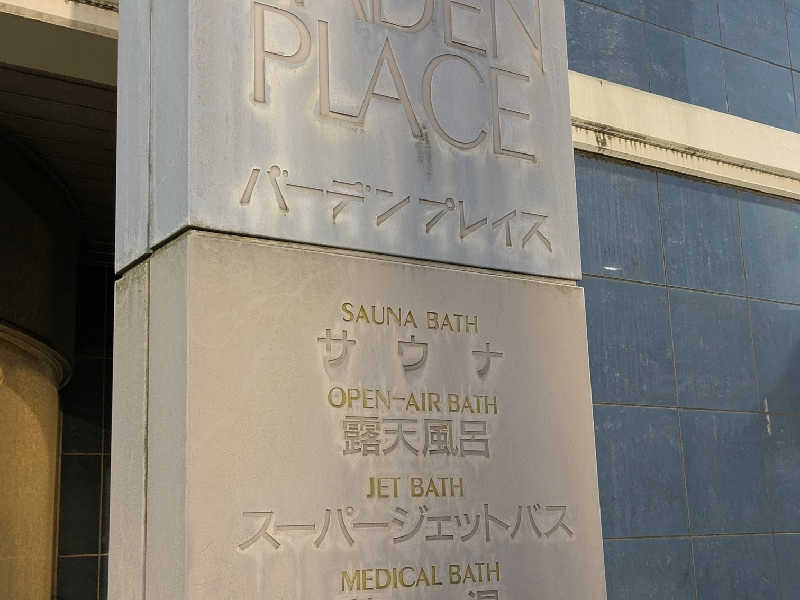 PLACE
バーデンプレイス
SAUNA BATH
サウナ
OPEN-AIR BATH
露天風呂
JET BATH
スーパージェットバス
MEDICAL BATH